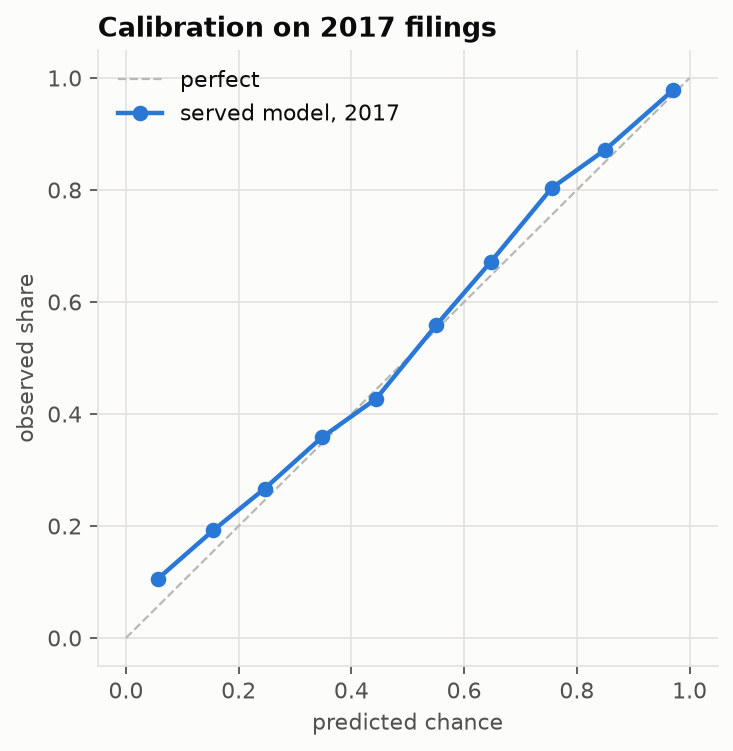 Calibration on 2017 filings
perfect
served model, 2017
observed share
1.0
0.8
0.6
0.4
0.2
0.0
0.0 0.2 0.4 0.6 0.8 1.0
predicted chance